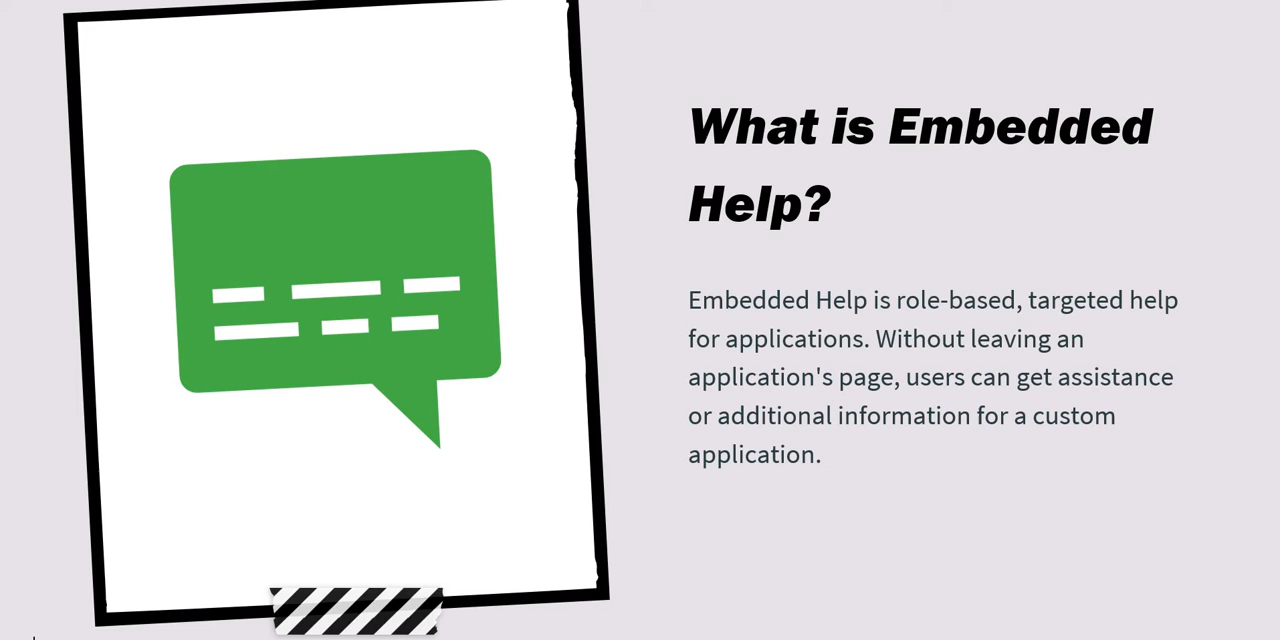 What is Embedded
Help?
Embedded Help is role-based, targeted help
for applications. Without leaving an
application's page, users can get assistance
or additional information for a custom
application.